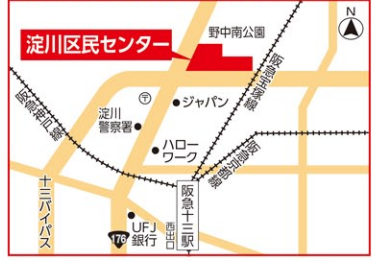 N
野中南公園
淀川区民センター
阪急宝塚線
〒
ジャパン
淀川
警察署
ハロー
ワーク
阪急神戸線
阪急京都線
十三バイパス
阪急十三駅
西出口
UFJ
銀行
176